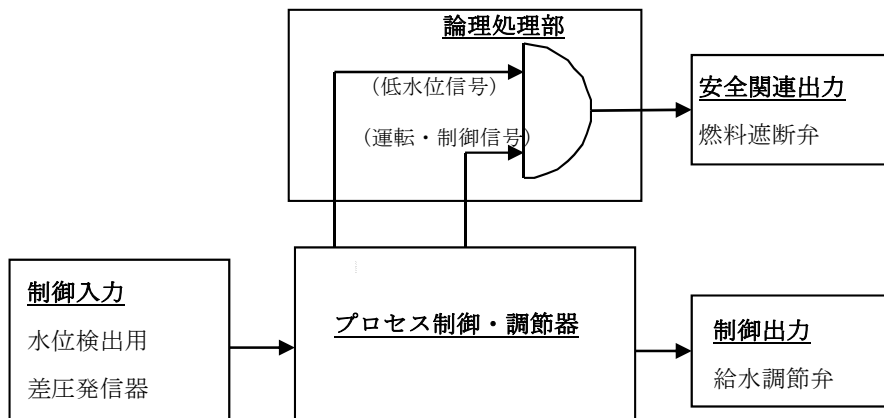 論理処理部
(低水位信号)
(運転・制御信号)
安全関連出力
燃料遮断弁
制御入力
水位検出用
差圧発信器
プロセス制御・調節器
制御出力
給水調節弁